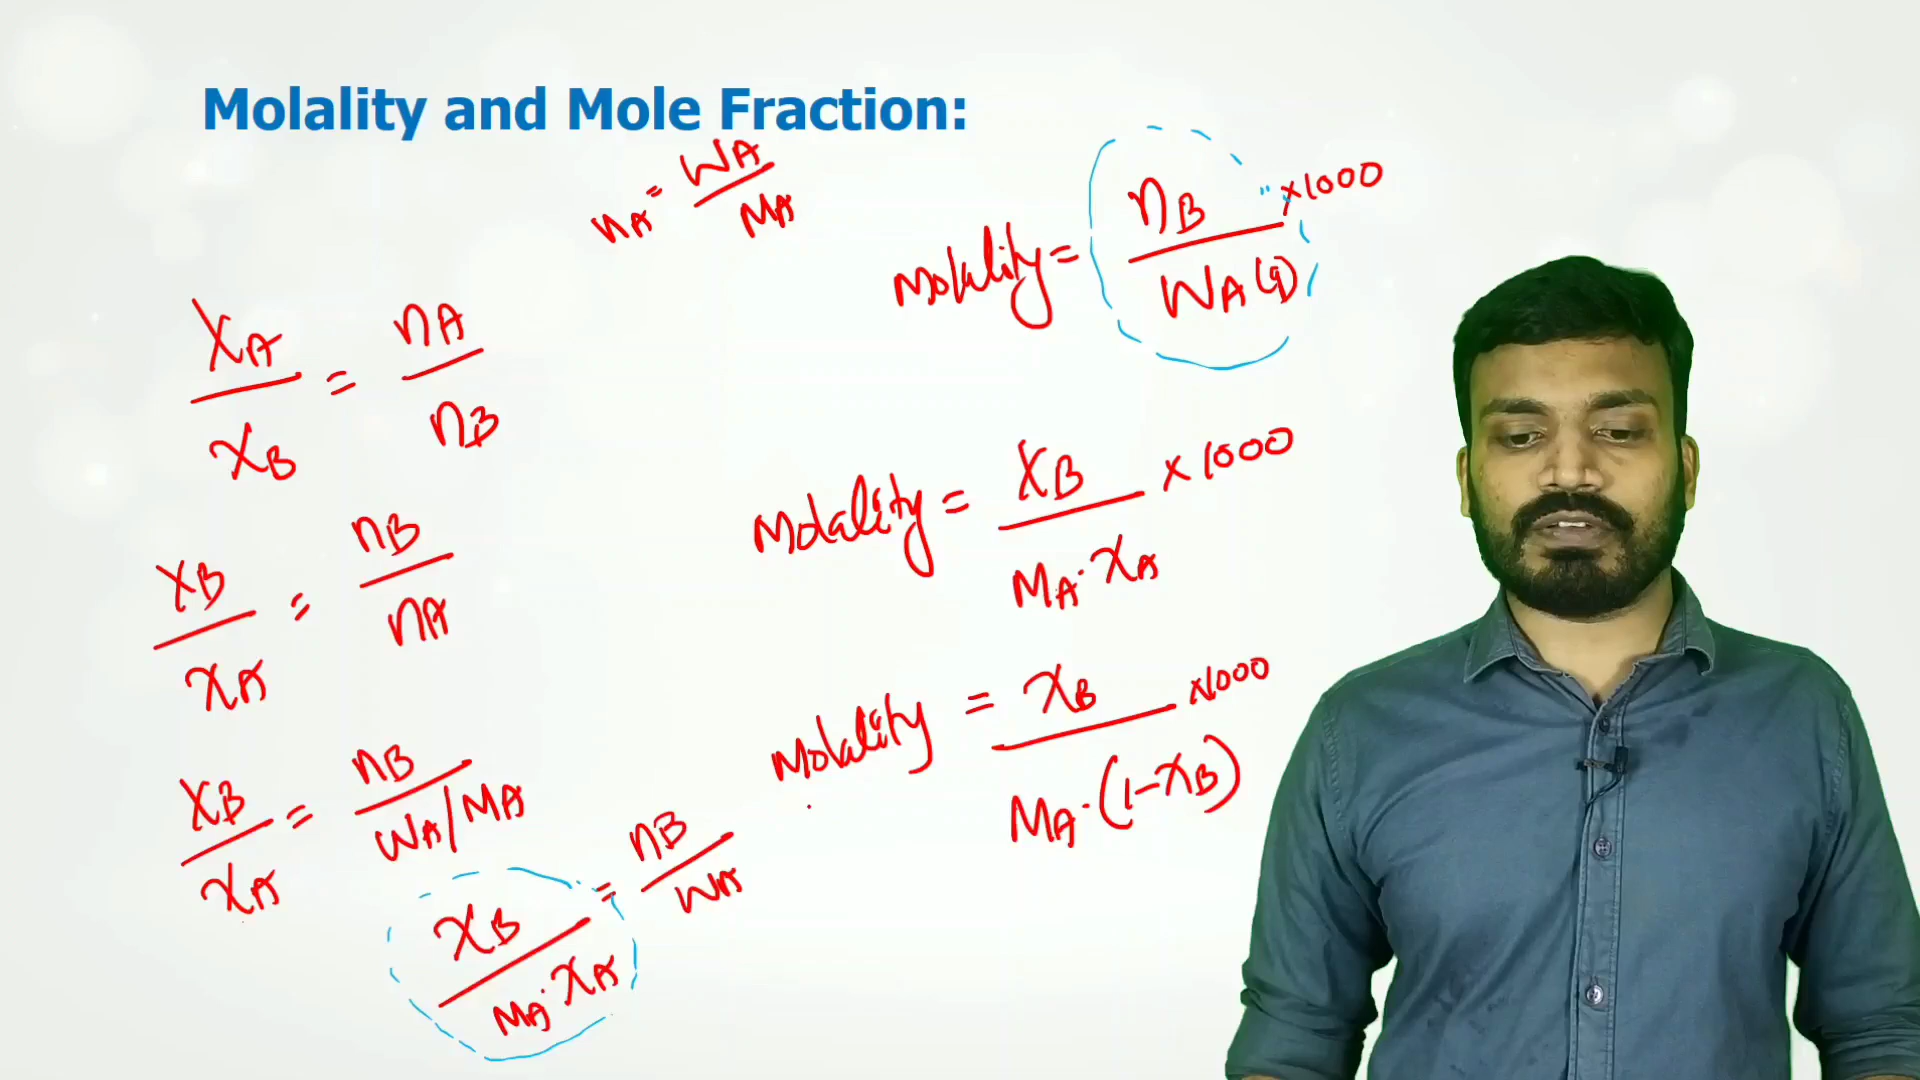 Molality and Mole Fraction:
nA = WA/MA
XA/XB = nA/nB
XB/XA = nB/nA
XB/XA = nB/(WA/MA)
XB/(MA·XA) = nB/WA
Molality = nB/WA(g) ×1000
Molality = XB/(MA·XA) × 1000
Molality = XB/(MA·(1-XB)) ×1000